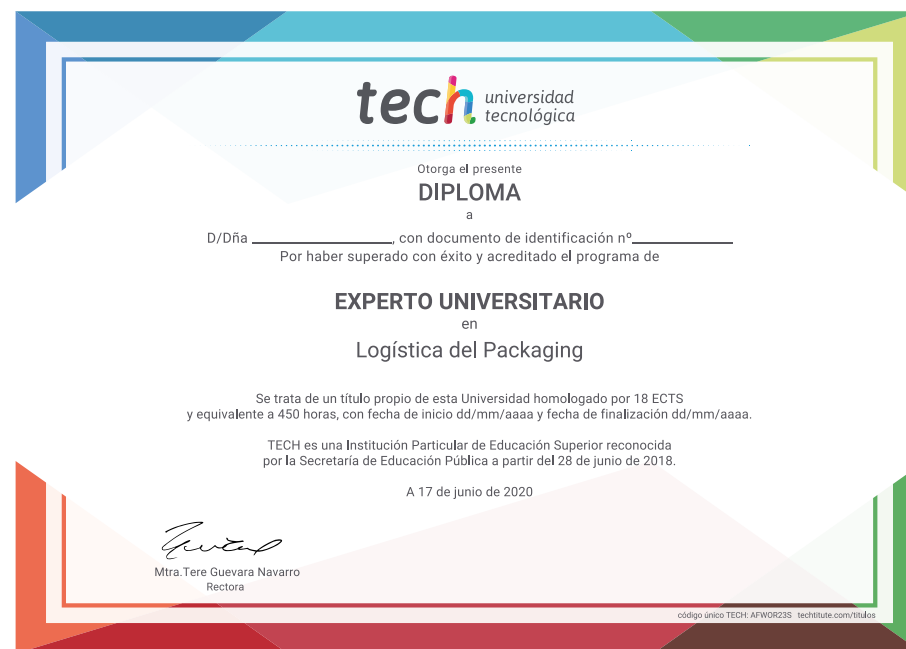 tech universidad
tecnológica
Otorga el presente
DIPLOMA
a
D/Dña ____________________, con documento de identificación nº______________
Por haber superado con éxito y acreditado el programa de
EXPERTO UNIVERSITARIO
en
Logística del Packaging
Se trata de un título propio de esta Universidad homologado por 18 ECTS
y equivalente a 450 horas, con fecha de inicio dd/mm/aaaa y fecha de finalización dd/mm/aaaa.
TECH es una Institución Particular de Educación Superior reconocida
por la Secretaría de Educación Pública a partir del 28 de junio de 2018.
A 17 de junio de 2020
Mtra.Tere Guevara Navarro
Rectora
código único TECH: AFWOR23S techtitute.com/titulos